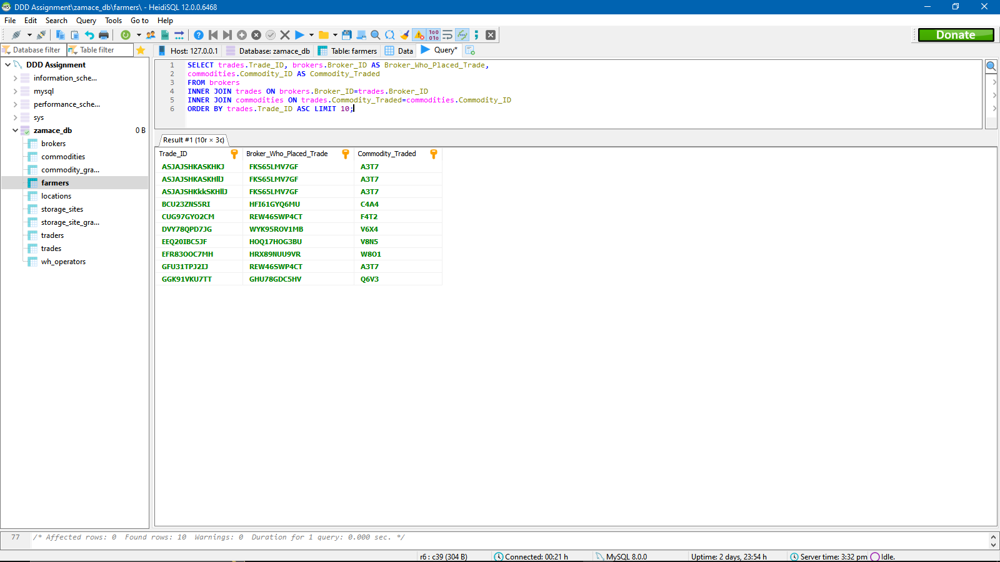 DDD Assignment\zamace_db\farmers\ - HeidiSQL 12.0.0.6468
File Edit Search Query Tools Go to Help
Donate
Database filter Table filter
Host: 127.0.0.1 Database: zamace_db Table: farmers Data Query*
DDD Assignment
information_sche...
mysql
performance_sche...
sys
zamace_db 0 B
brokers
commodities
commodity_gra...
farmers
locations
storage_sites
storage_site_gra...
traders
trades
wh_operators
1 SELECT trades.Trade_ID, brokers.Broker_ID AS Broker_Who_Placed_Trade,
2 commodities.Commodity_ID AS Commodity_Traded
3 FROM brokers
4 INNER JOIN trades ON brokers.Broker_ID=trades.Broker_ID
5 INNER JOIN commodities ON trades.Commodity_Traded=commodities.Commodity_ID
6 ORDER BY trades.Trade_ID ASC LIMIT 10;
Result #1 (10r × 3c)
Trade_ID Broker_Who_Placed_Trade Commodity_Traded
ASJAJSHKASKHKJ FKS65LMV7GF A3T7
ASJAJSHKASKHllJ FKS65LMV7GF A3T7
ASJAJSHKkkSKHllJ FKS65LMV7GF A3T7
BCU23ZNS5RI HFI61GYQ6MU C4A4
CUG97GYO2CM REW46SWP4CT F4T2
DVY78QPD7JG WYK95ROV1MB V6X4
EEQ20IBC5JF HOQ17HOG3BU V8N5
EFR83OOC7MH HRX89NUU9VR W8O1
GFU31TPJ2IJ REW46SWP4CT A3T7
GGK91VKU7TT GHU78GDC5HV Q6V3
77 /* Affected rows: 0 Found rows: 10 Warnings: 0 Duration for 1 query: 0.000 sec. */
r6 : c39 (304 B) Connected: 00:21 h MySQL 8.0.0 Uptime: 2 days, 23:54 h Server time: 3:32 pm Idle.